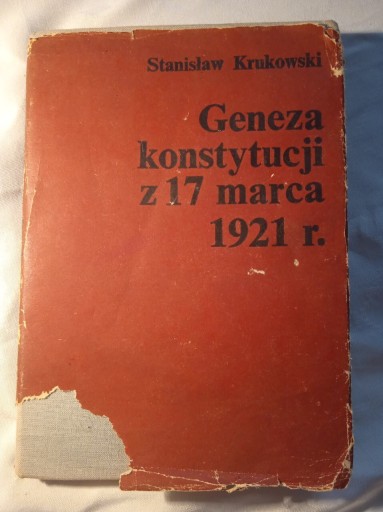 Stanisław Krukowski
Geneza
konstytucji
z 17 marca
1921 r.